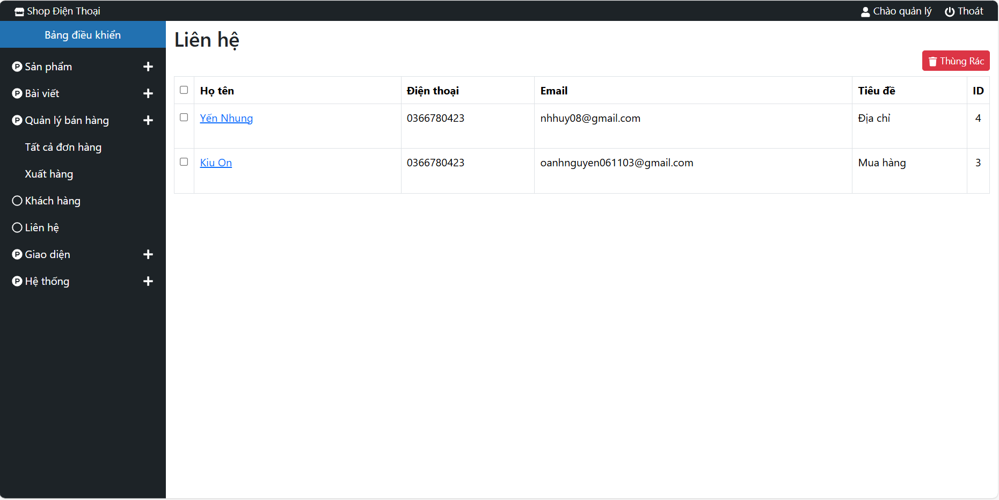 Shop Điện Thoại
Chào quản lý
Thoát
Bảng điều khiển
Sản phẩm
Bài viết
Quản lý bán hàng
Tất cả đơn hàng
Xuất hàng
Khách hàng
Liên hệ
Giao diện
Hệ thống
Liên hệ
Thùng Rác
Họ tên Điện thoại Email Tiêu đề ID
Yến Nhung 0366780423 nhhuy08@gmail.com Địa chỉ 4
Kiu On 0366780423 oanhnguyen061103@gmail.com Mua hàng 3